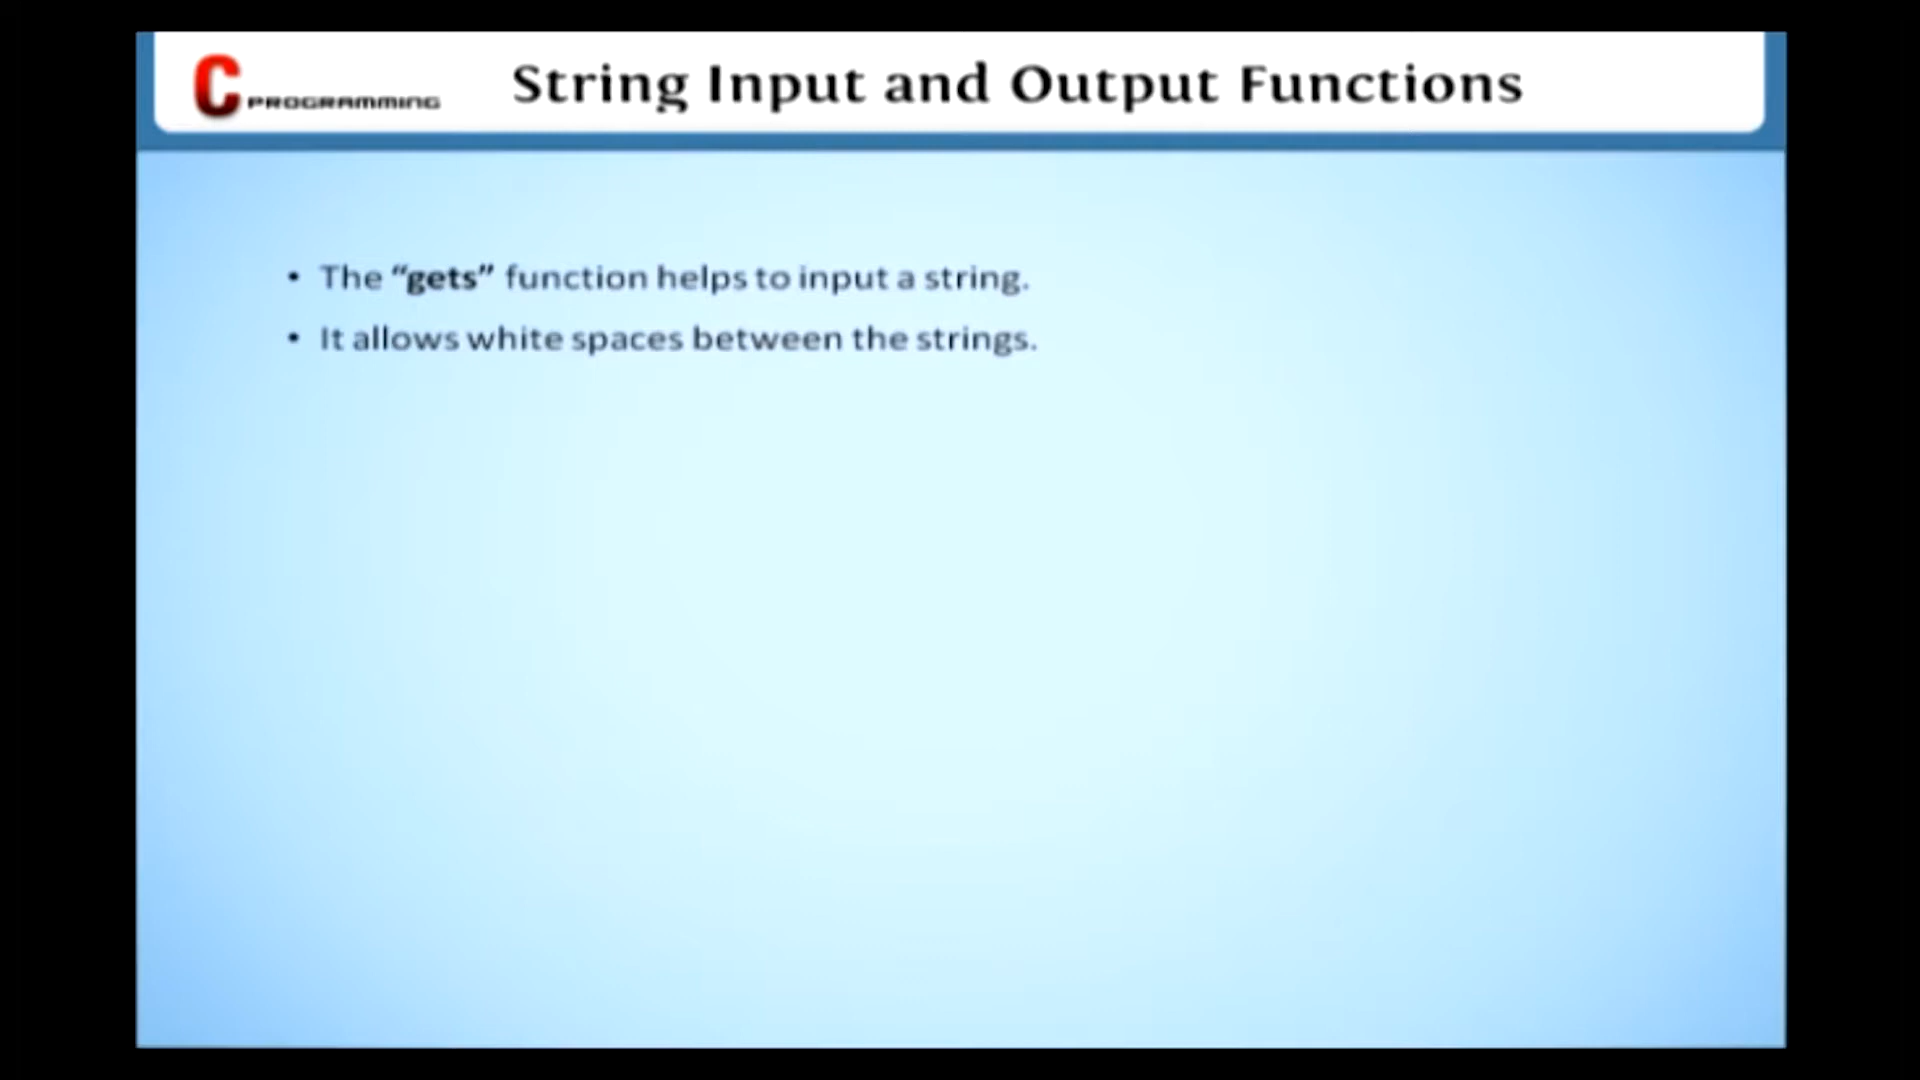 C PROGRAMMING
String Input and Output Functions
• The “gets” function helps to input a string.
• It allows white spaces between the strings.